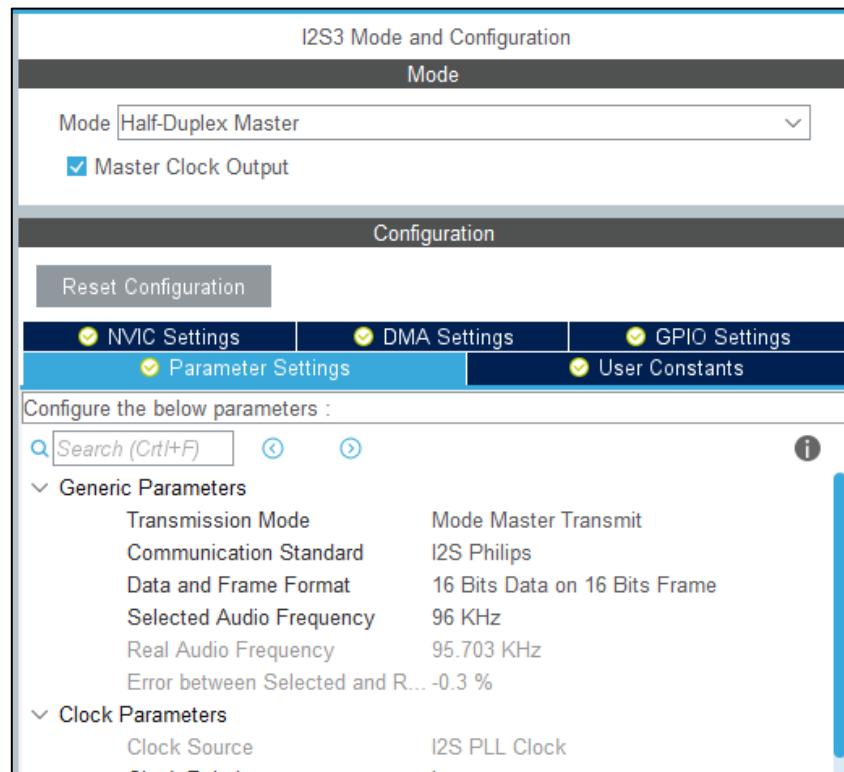 I2S3 Mode and Configuration
Mode
Mode Half-Duplex Master
Master Clock Output
Configuration
Reset Configuration
NVIC Settings DMA Settings GPIO Settings
Parameter Settings User Constants
Configure the below parameters :
Search (Crtl+F)
Generic Parameters
Transmission Mode Mode Master Transmit
Communication Standard I2S Philips
Data and Frame Format 16 Bits Data on 16 Bits Frame
Selected Audio Frequency 96 KHz
Real Audio Frequency 95.703 KHz
Error between Selected and R... -0.3 %
Clock Parameters
Clock Source I2S PLL Clock